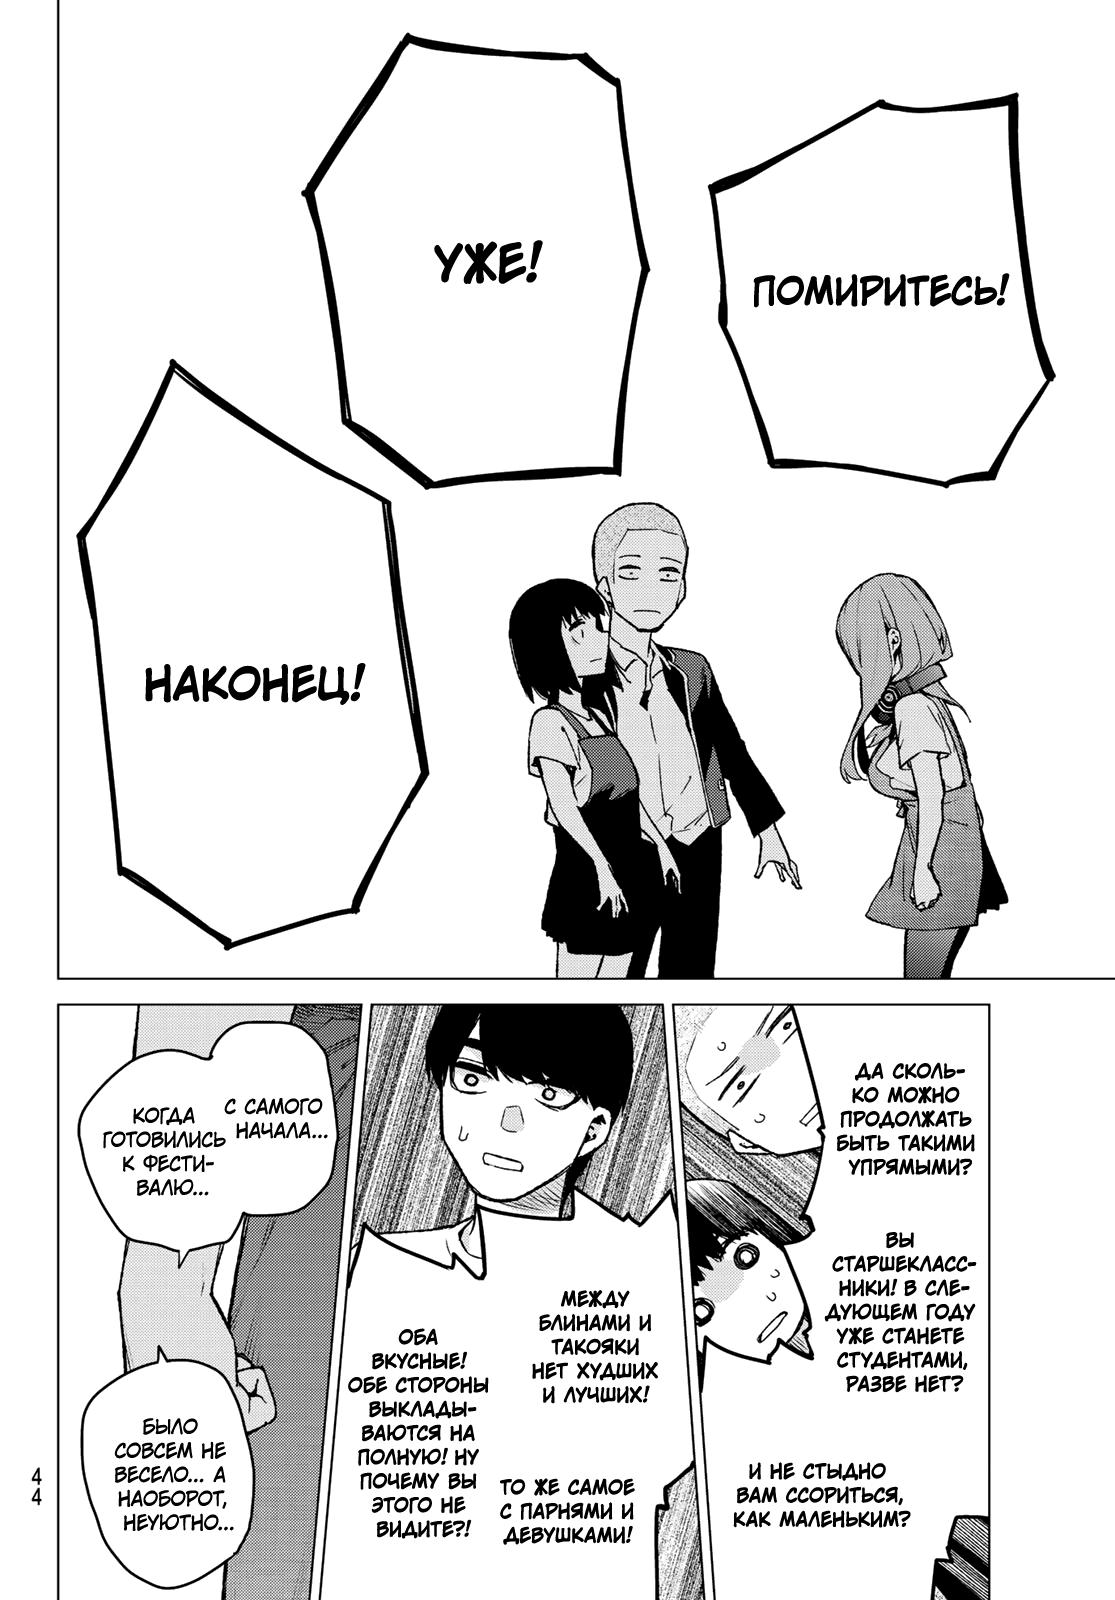 ПОМИРИТЕСЬ!
УЖЕ!
НАКОНЕЦ!
ДА СКОЛЬ-
КО МОЖНО
ПРОДОЛЖАТЬ
БЫТЬ ТАКИМИ
УПРЯМЫМИ?
ВЫ
СТАРШЕКЛАСС-
НИКИ! В СЛЕ-
ДУЮЩЕМ ГОДУ
УЖЕ СТАНЕТЕ
СТУДЕНТАМИ,
РАЗВЕ НЕТ?
И НЕ СТЫДНО
ВАМ ССОРИТЬСЯ,
КАК МАЛЕНЬКИМ?
МЕЖДУ
БЛИНАМИ И
ТАКОЯКИ
НЕТ ХУДШИХ
И ЛУЧШИХ!
ТО ЖЕ САМОЕ
С ПАРНЯМИ И
ДЕВУШКАМИ!
ОБА
ВКУСНЫЕ!
ОБЕ СТОРОНЫ
ВЫКЛАДЫ-
ВАЮТСЯ НА
ПОЛНУЮ! НУ
ПОЧЕМУ ВЫ
ЭТОГО НЕ
ВИДИТЕ?!
С САМОГО
НАЧАЛА...
КОГДА
ГОТОВИЛИСЬ
К ФЕСТИ-
ВАЛЮ...
БЫЛО
СОВСЕМ НЕ
ВЕСЕЛО... А
НАОБОРОТ,
НЕУЮТНО...
44